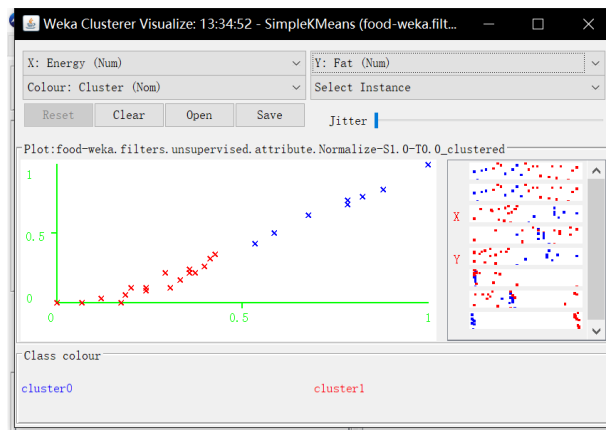 Weka Clusterer Visualize: 13:34:52 - SimpleKMeans (food-weka.filt...
X: Energy (Num) Y: Fat (Num)
Colour: Cluster (Nom) Select Instance
Reset Clear Open Save Jitter
Plot:food-weka.filters.unsupervised.attribute.Normalize-S1.0-T0.0_clustered
1
X
0.5
Y
0
0 0.5 1
Class colour
cluster0 cluster1